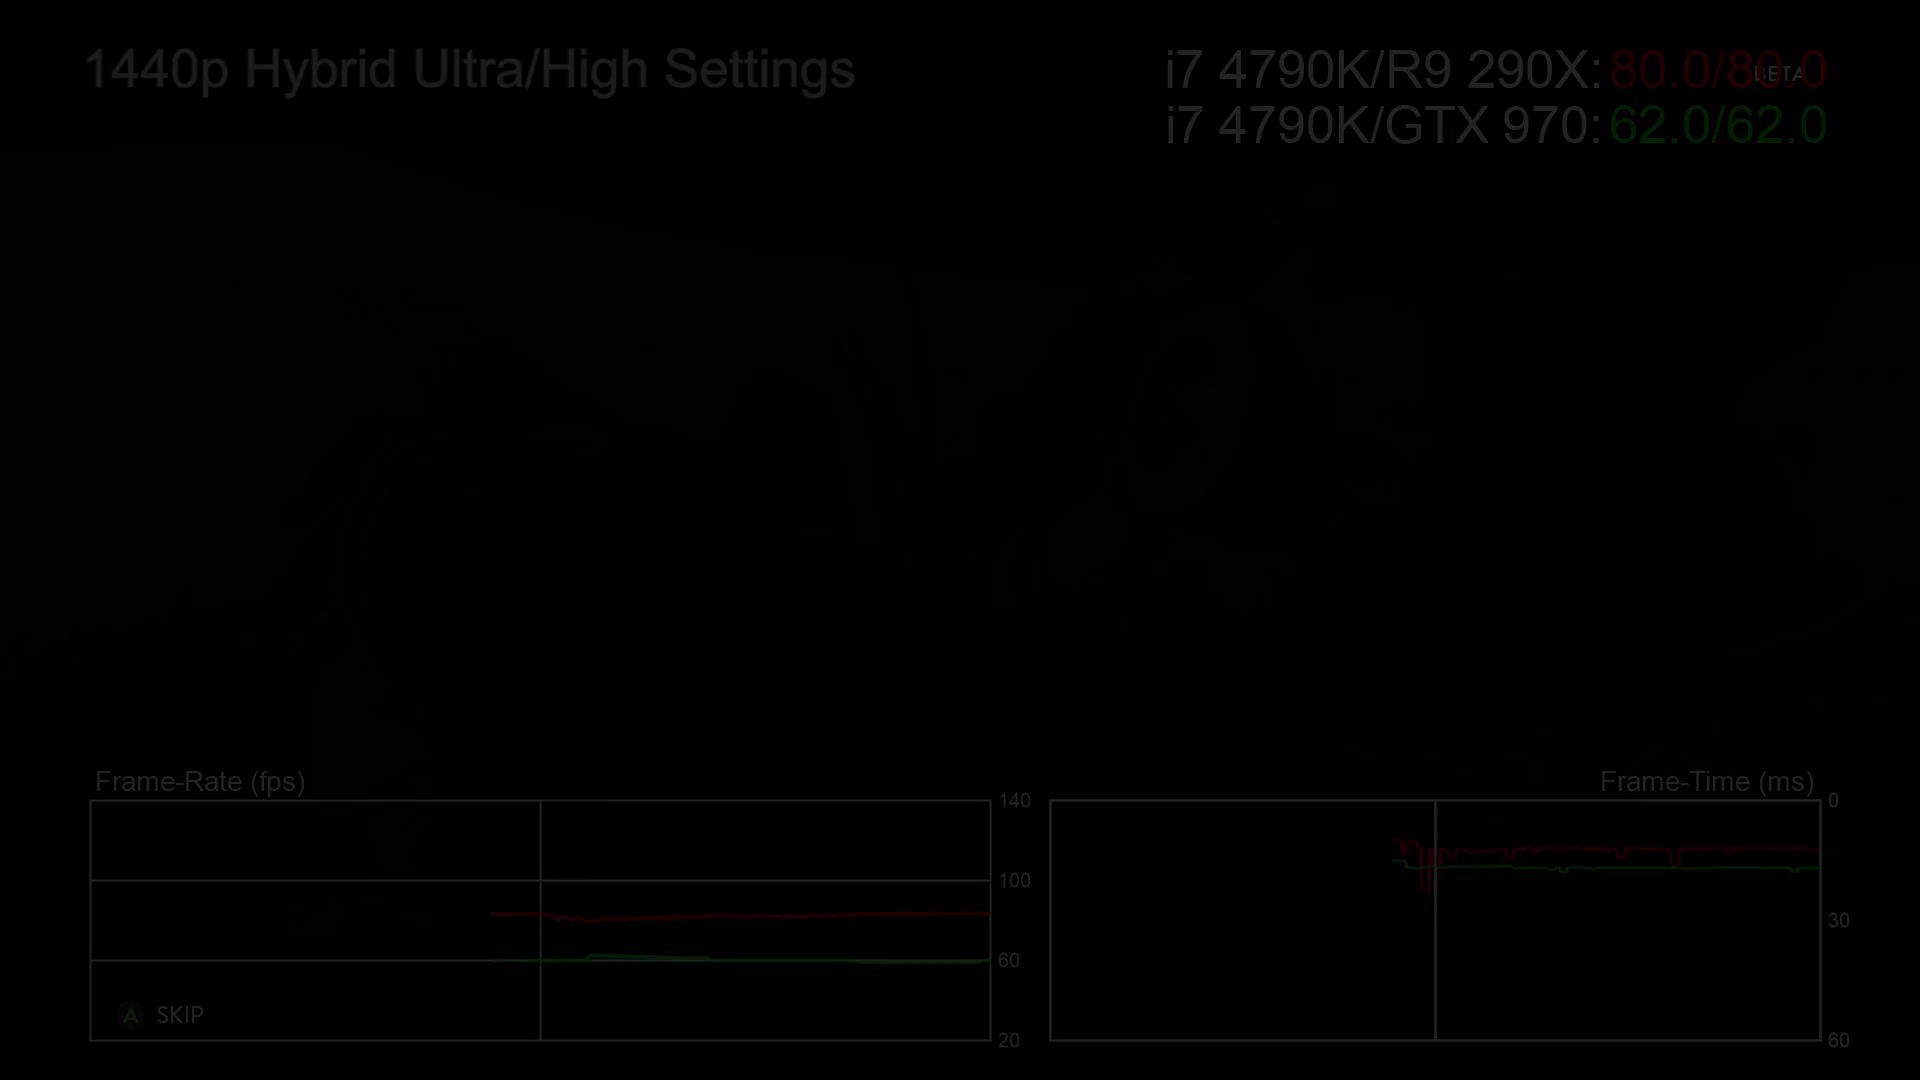 1440p Hybrid Ultra/High Settings
i7 4790K/R9 290X: 80.0/80.0
BETA
i7 4790K/GTX 970: 62.0/62.0
Frame-Rate (fps)
140
100
60
20
Frame-Time (ms)
0
30
60
A SKIP